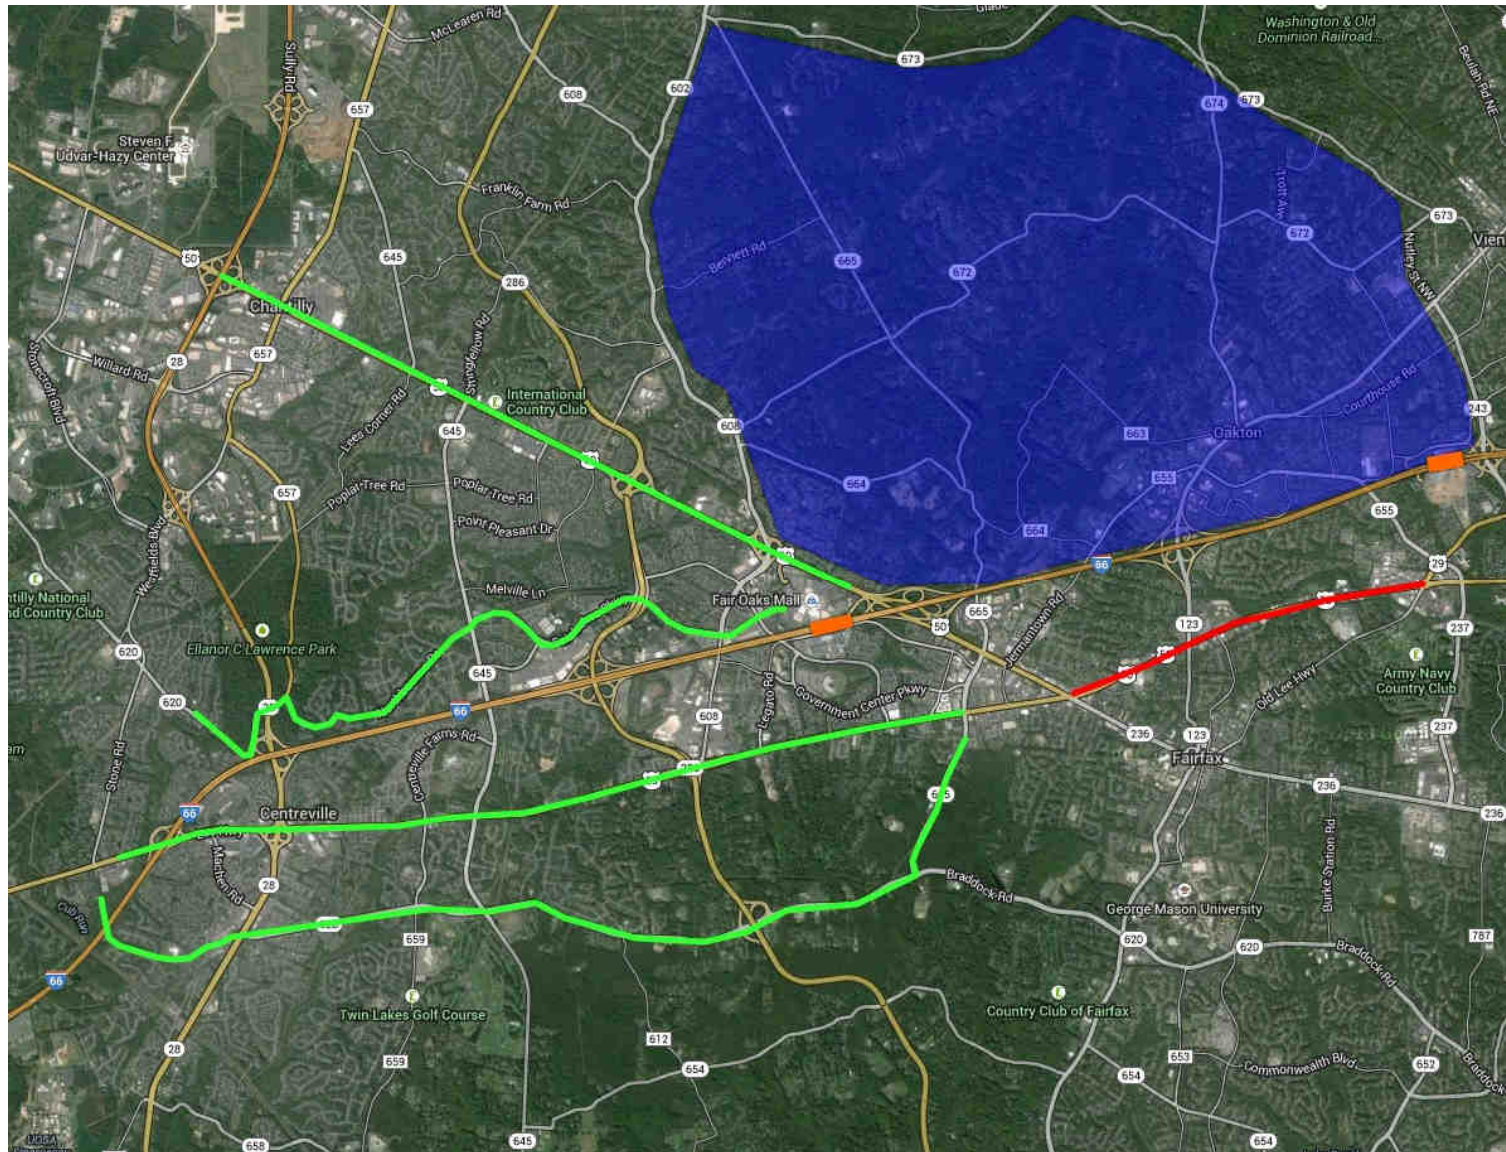 McLearen Rd
Glade
Washington & Old
Dominion Railroad...
Sully Rd
673
602
608
657
674
673
Beulah Rd NE
Steven F
Udvar-Hazy Center
Franklin Farm Rd
Trott Av
645
50
672
673
Vien
Bennett Rd
665
672
Nutley St NW
286
Chantilly
657
28
Willard Rd
Stonecroft Blvd
Stringfellow Rd
International
Country Club
Lees Corner Rd
Courthouse Rd
243
608
645
663
Oakton
657
Poplar Tree Rd
Poplar Tree Rd
664
655
655
Point Pleasant Dr
664
Westfields Blvd
66
29
ntilly National
nd Country Club
Melville Ln
Fair Oaks Mall
665
50
Jermantown Rd
123
237
Ellanor C Lawrence Park
620
645
Army Navy
Country Club
620
66
608
Legato Rd
Government Center Pkwy
Old Lee Hwy
237
am
Stone Rd
Centreville Farms Rd
236
123
Fairfax
236
236
66
Centreville
Machen Rd
28
Braddock Rd
Burke Station Rd
George Mason University
Cub Run
659
620
620
787
66
Braddock Rd
Twin Lakes Golf Course
Country Club of Fairfax
28
659
612
654
653
Commonwealth Blvd
652
Braddock
654
658
645
654